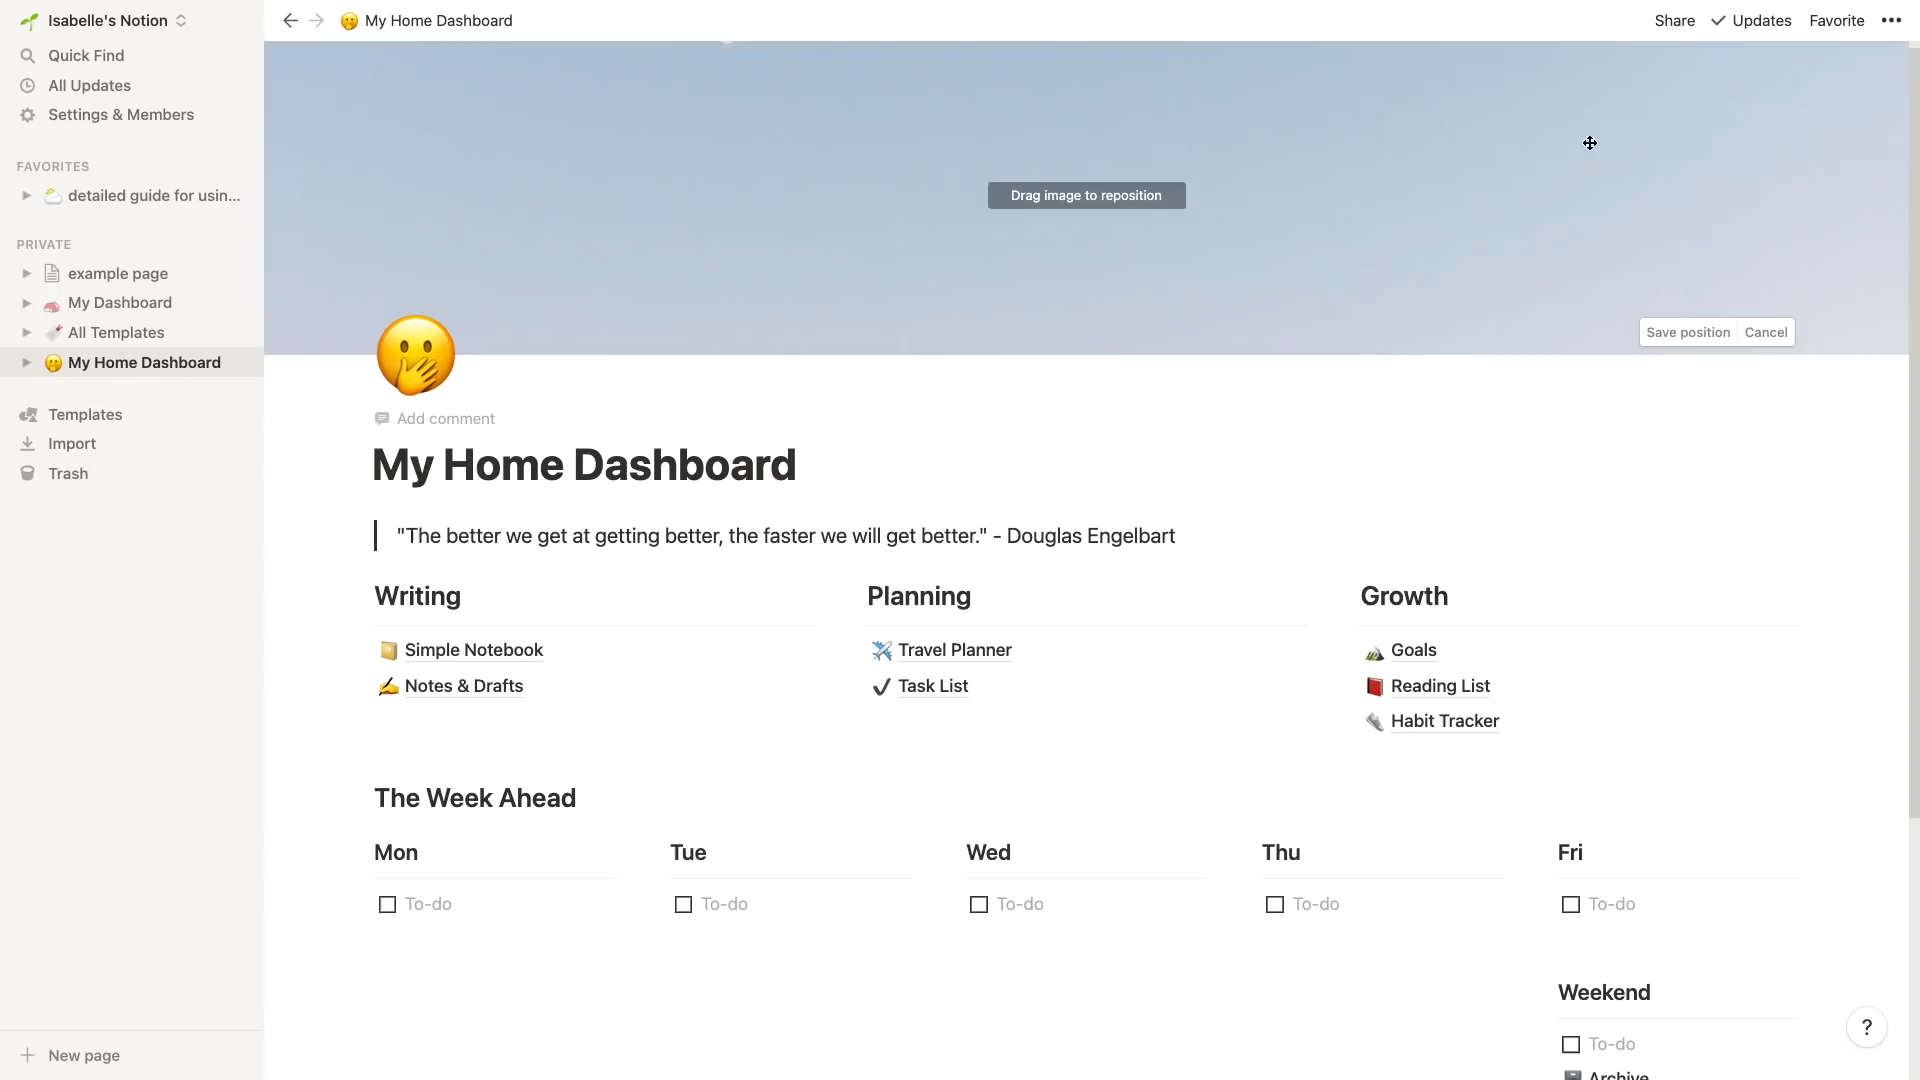 Isabelle's Notion
Quick Find
All Updates
Settings & Members
FAVORITES
detailed guide for usin...
PRIVATE
example page
My Dashboard
All Templates
My Home Dashboard
Templates
Import
Trash
New page
My Home Dashboard
Share
Updates
Favorite
Drag image to reposition
Save position
Cancel
Add comment
My Home Dashboard
"The better we get at getting better, the faster we will get better." - Douglas Engelbart
Writing
Simple Notebook
Notes & Drafts
Planning
Travel Planner
Task List
Growth
Goals
Reading List
Habit Tracker
The Week Ahead
Mon
To-do
Tue
To-do
Wed
To-do
Thu
To-do
Fri
To-do
Weekend
To-do
Archive
?